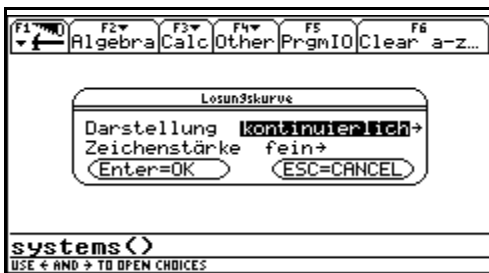 F1 F2 Algebra F3 Calc F4 Other F5 PrgmIO F6 Clear a-z…
Losun9skurve
Darstellung kontinuierlich→
Zeichenstärke fein→
Enter=OK ESC=CANCEL
systems()
USE ← AND → TO OPEN CHOICES